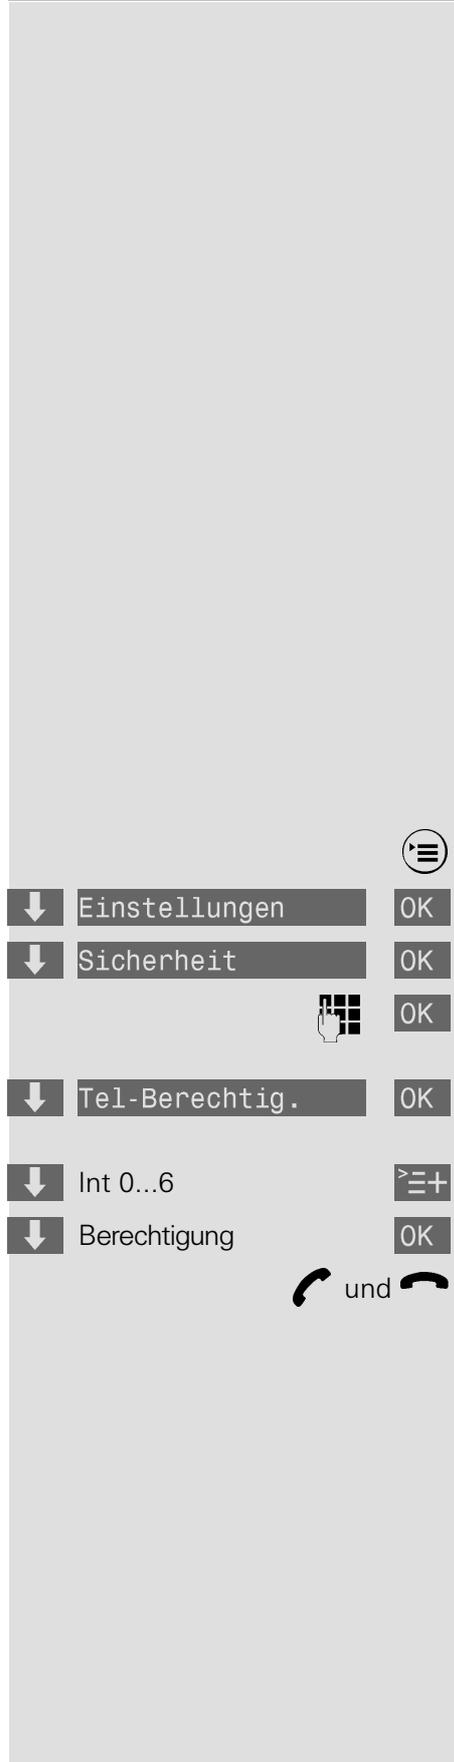 Einstellungen OK
Sicherheit OK
OK
Tel-Berechtig. OK
Int 0...6 >≡+
Berechtigung OK
und